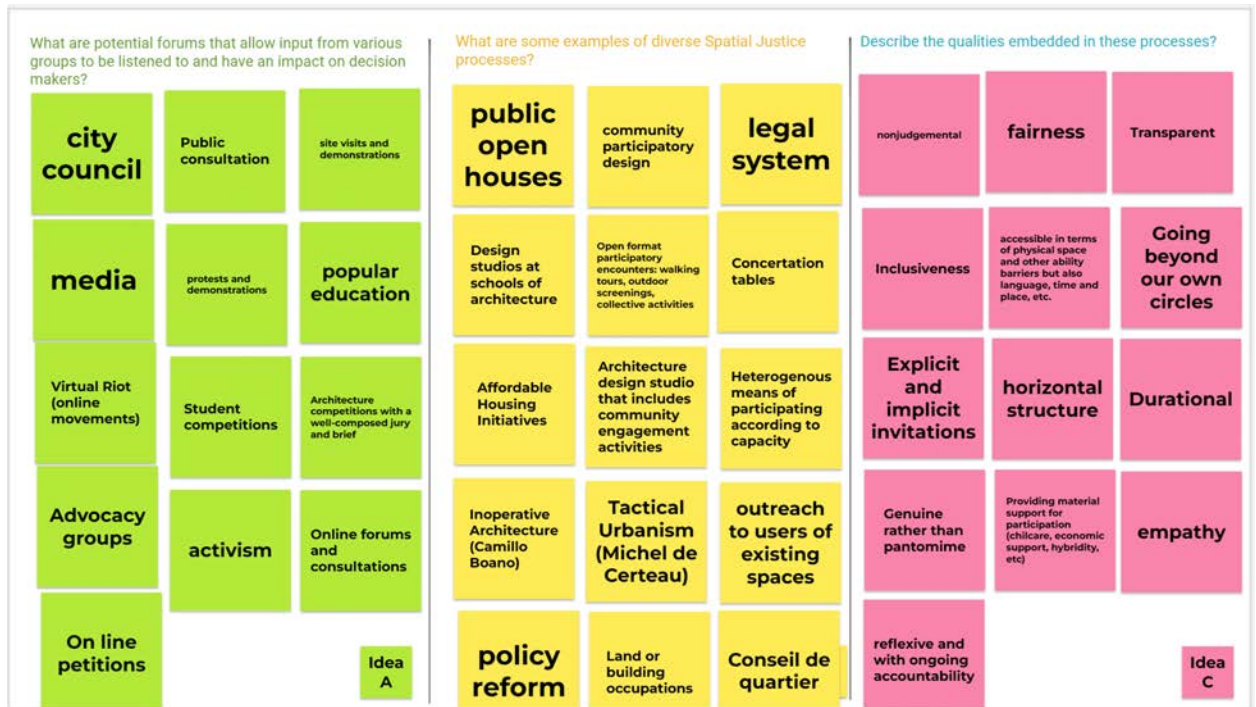 What are potential forums that allow input from various
groups to be listened to and have an impact on decision
makers?
city
council
Public
consultation
site visits and
demonstrations
media
protests and
demonstrations
popular
education
Virtual Riot
(online
movements)
Student
competitions
Architecture
competitions with a
well-composed jury
and brief
Advocacy
groups
activism
Online forums
and
consultations
On line
petitions
Idea
A
What are some examples of diverse Spatial Justice
processes?
public
open
houses
community
participatory
design
legal
system
Design
studios at
schools of
architecture
Open format
participatory
encounters: walking
tours, outdoor
screenings,
collective activities
Concertation
tables
Affordable
Housing
Initiatives
Architecture
design studio
that includes
community
engagement
activities
Heterogenous
means of
participating
according to
capacity
Inoperative
Architecture
(Camillo
Boano)
Tactical
Urbanism
(Michel de
Certeau)
outreach
to users of
existing
spaces
policy
reform
Land or
building
occupations
Conseil de
quartier
Describe the qualities embedded in these processes?
nonjudgemental
fairness
Transparent
Inclusiveness
accessible in terms
of physical space
and other ability
barriers but also
language, time and
place, etc.
Going
beyond
our own
circles
Explicit
and
implicit
invitations
horizontal
structure
Durational
Genuine
rather than
pantomime
Providing material
support for
participation
(chilcare, economic
support, hybridity,
etc)
empathy
reflexive and
with ongoing
accountability
Idea
C